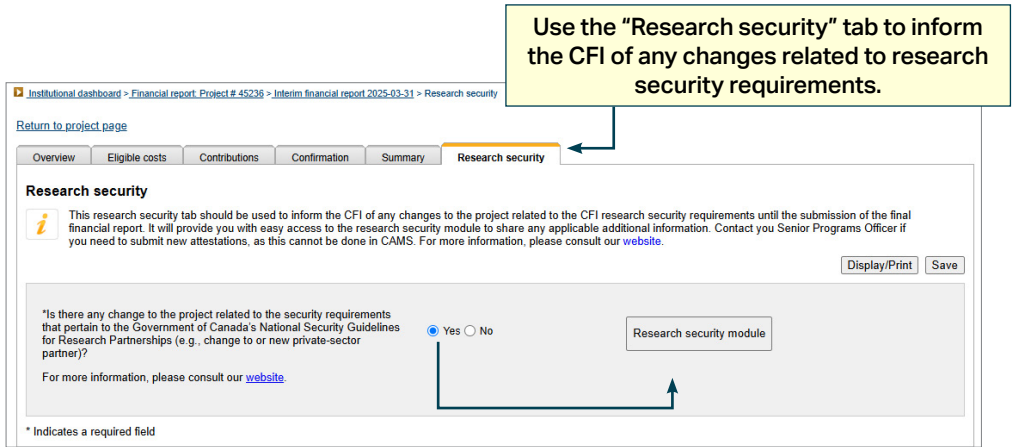 Use the “Research security” tab to inform
the CFI of any changes related to research
security requirements.
Institutional dashboard > Financial report: Project # 45236 > Interim financial report 2025-03-31 > Research security
Return to project page
Overview Eligible costs Contributions Confirmation Summary Research security
Research security
This research security tab should be used to inform the CFI of any changes to the project related to the CFI research security requirements until the submission of the final
financial report. It will provide you with easy access to the research security module to share any applicable additional information. Contact you Senior Programs Officer if
you need to submit new attestations, as this cannot be done in CAMS. For more information, please consult our website.
Display/Print Save
*Is there any change to the project related to the security requirements
that pertain to the Government of Canada's National Security Guidelines
for Research Partnerships (e.g., change to or new private-sector
partner)?
Yes No
Research security module
For more information, please consult our website.
* Indicates a required field